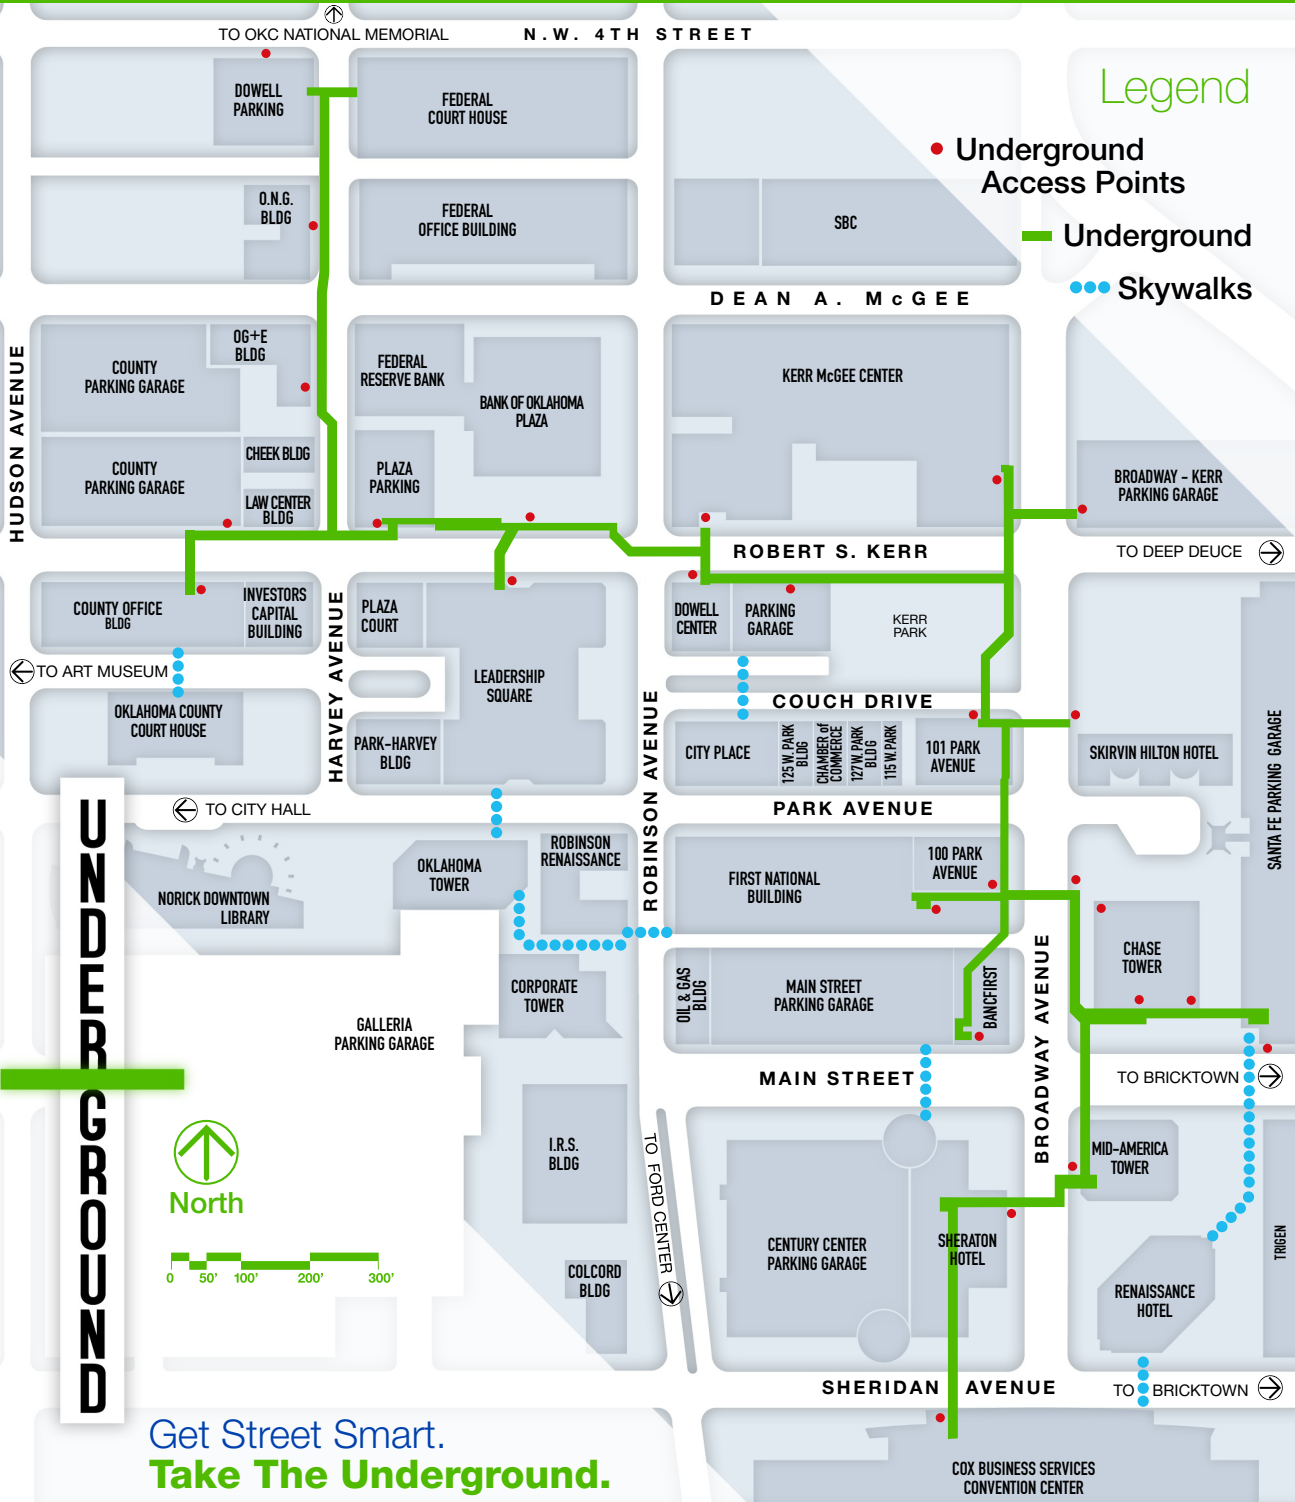 TO OKC NATIONAL MEMORIAL
N.W. 4TH STREET
Legend
Underground
Access Points
Underground
Skywalks
DOWELL
PARKING
FEDERAL
COURT HOUSE
O.N.G.
BLDG
FEDERAL
OFFICE BUILDING
SBC
DEAN A. McGEE
HUDSON AVENUE
COUNTY
PARKING GARAGE
OG+E
BLDG
FEDERAL
RESERVE BANK
BANK OF OKLAHOMA
PLAZA
KERR McGEE CENTER
COUNTY
PARKING GARAGE
CHEEK BLDG
LAW CENTER
BLDG
PLAZA
PARKING
BROADWAY - KERR
PARKING GARAGE
ROBERT S. KERR
TO DEEP DEUCE
COUNTY OFFICE
BLDG
INVESTORS
CAPITAL
BUILDING
HARVEY AVENUE
PLAZA
COURT
LEADERSHIP
SQUARE
DOWELL
CENTER
PARKING
GARAGE
KERR
PARK
TO ART MUSEUM
OKLAHOMA COUNTY
COURT HOUSE
PARK-HARVEY
BLDG
ROBINSON AVENUE
COUCH DRIVE
CITY PLACE
125 W. PARK
BLDG
CHAMBER of
COMMERCE
127 W. PARK
BLDG
115 W. PARK
101 PARK
AVENUE
SKIRVIN HILTON HOTEL
SANTA FE PARKING GARAGE
TO CITY HALL
PARK AVENUE
UNDERGROUND
NORICK DOWNTOWN
LIBRARY
OKLAHOMA
TOWER
ROBINSON
RENAISSANCE
FIRST NATIONAL
BUILDING
100 PARK
AVENUE
CHASE
TOWER
CORPORATE
TOWER
OIL & GAS
BLDG
MAIN STREET
PARKING GARAGE
BANCFIRST
BROADWAY AVENUE
GALLERIA
PARKING GARAGE
MAIN STREET
TO BRICKTOWN
North
0 50' 100' 200' 300'
I.R.S.
BLDG
TO FORD CENTER
MID-AMERICA
TOWER
CENTURY CENTER
PARKING GARAGE
SHERATON
HOTEL
TRIGEN
COLCORD
BLDG
RENAISSANCE
HOTEL
SHERIDAN AVENUE
TO BRICKTOWN
Get Street Smart.
Take The Underground.
COX BUSINESS SERVICES
CONVENTION CENTER